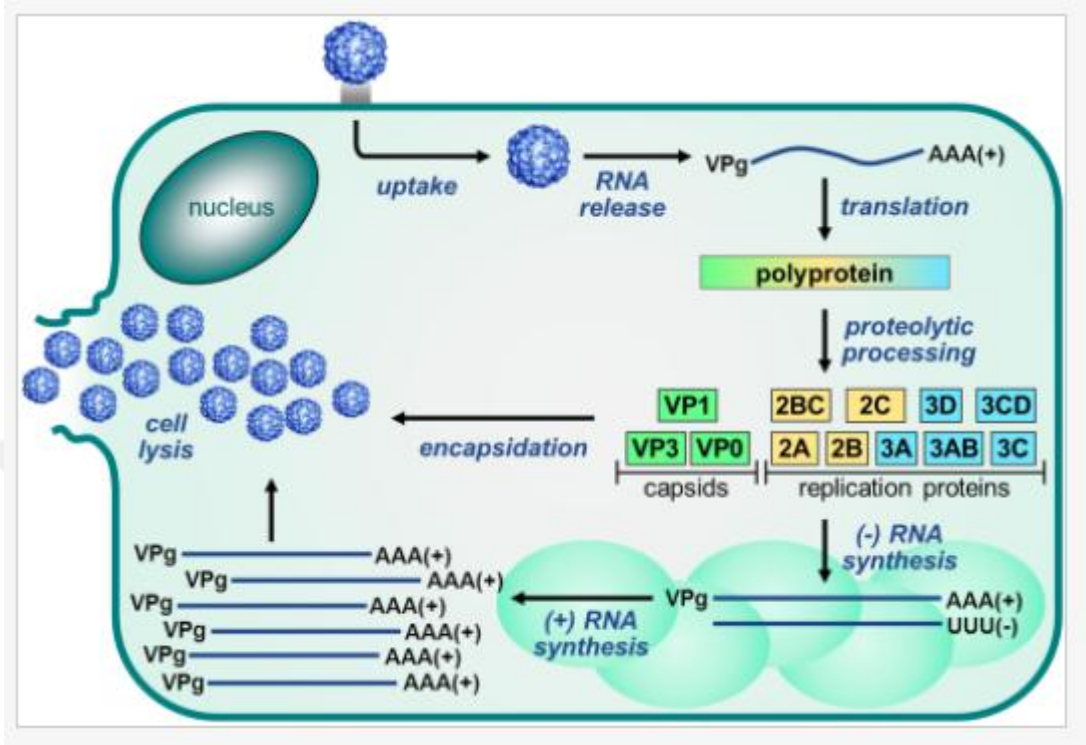 nucleus
uptake
RNA
release
VPg
AAA(+)
translation
polyprotein
proteolytic
processing
VP1
VP3
VP0
capsids
2BC
2C
3D
3CD
2A
2B
3A
3AB
3C
replication proteins
encapsidation
cell
lysis
(-) RNA
synthesis
VPg
AAA(+)
UUU(-)
(+) RNA
synthesis
VPg
AAA(+)
VPg
AAA(+)
VPg
AAA(+)
VPg
AAA(+)
VPg
AAA(+)
VPg
AAA(+)